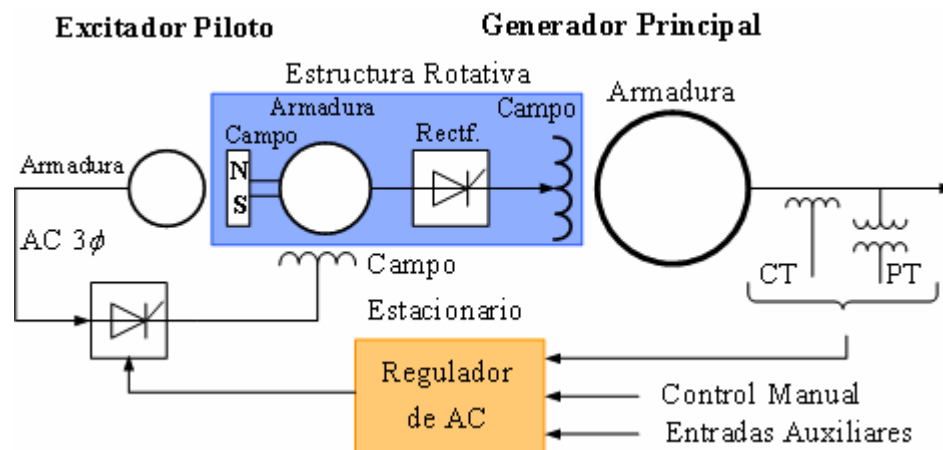 Excitador Piloto
Generador Principal
Estructura Rotativa
Armadura
Campo
Armadura
Campo
Rectf.
Armadura
N
S
AC 3ϕ
Campo
CT
PT
Estacionario
Regulador
de AC
Control Manual
Entradas Auxiliares